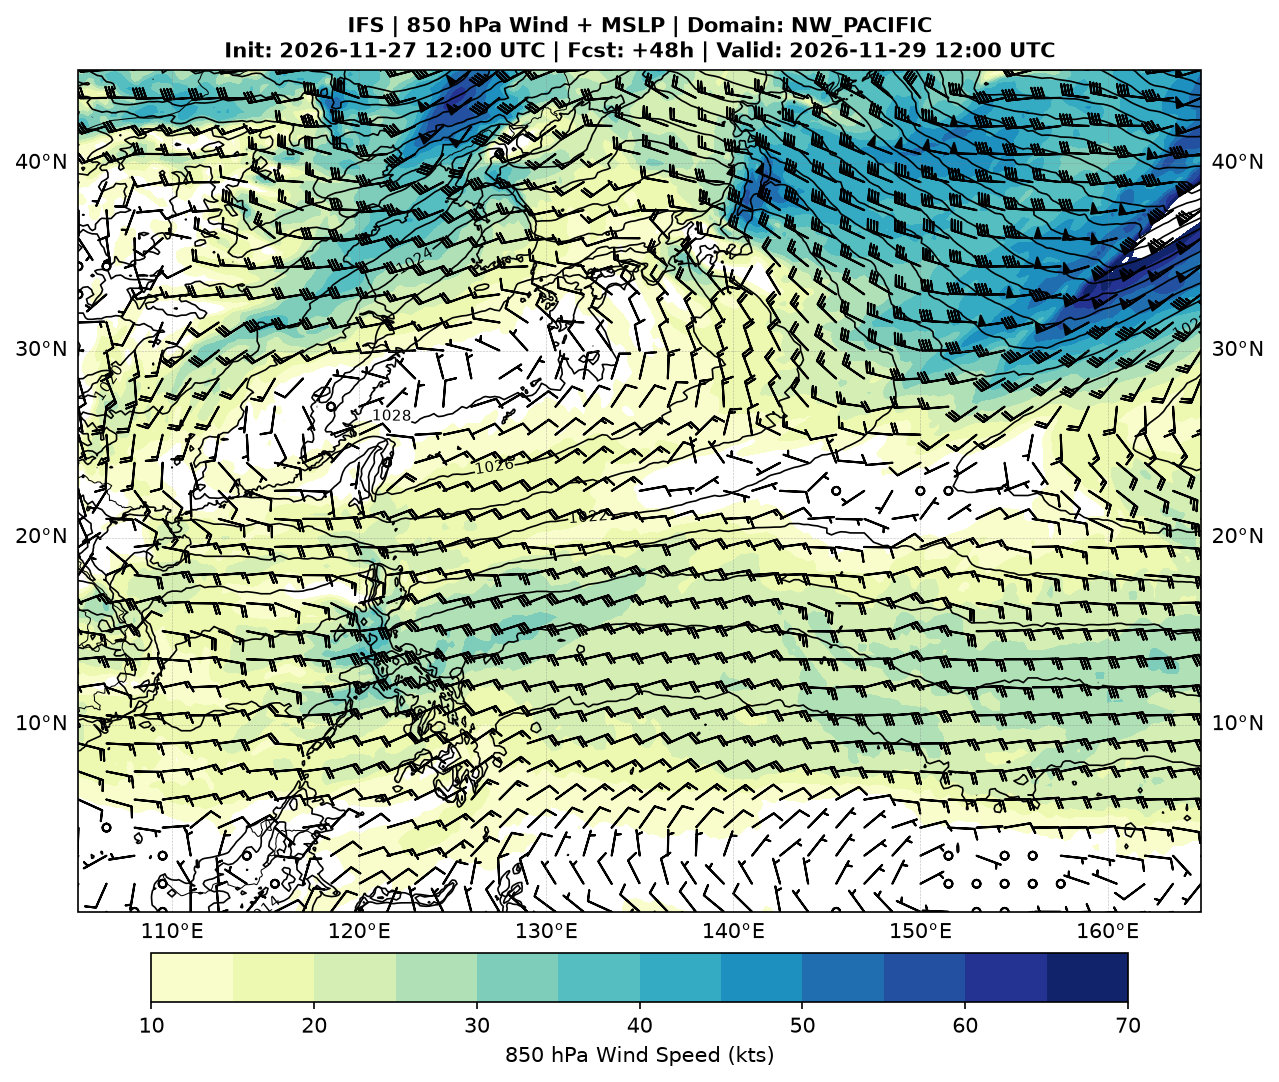 IFS | 850 hPa Wind + MSLP | Domain: NW_PACIFIC
Init: 2026-11-27 12:00 UTC | Fcst: +48h | Valid: 2026-11-29 12:00 UTC
40°N
40°N
1024
30°N
30°N
1028
1026
1022
20°N
20°N
10°N
10°N
110°E
120°E
130°E
140°E
150°E
160°E
10
20
30
40
50
60
70
850 hPa Wind Speed (kts)